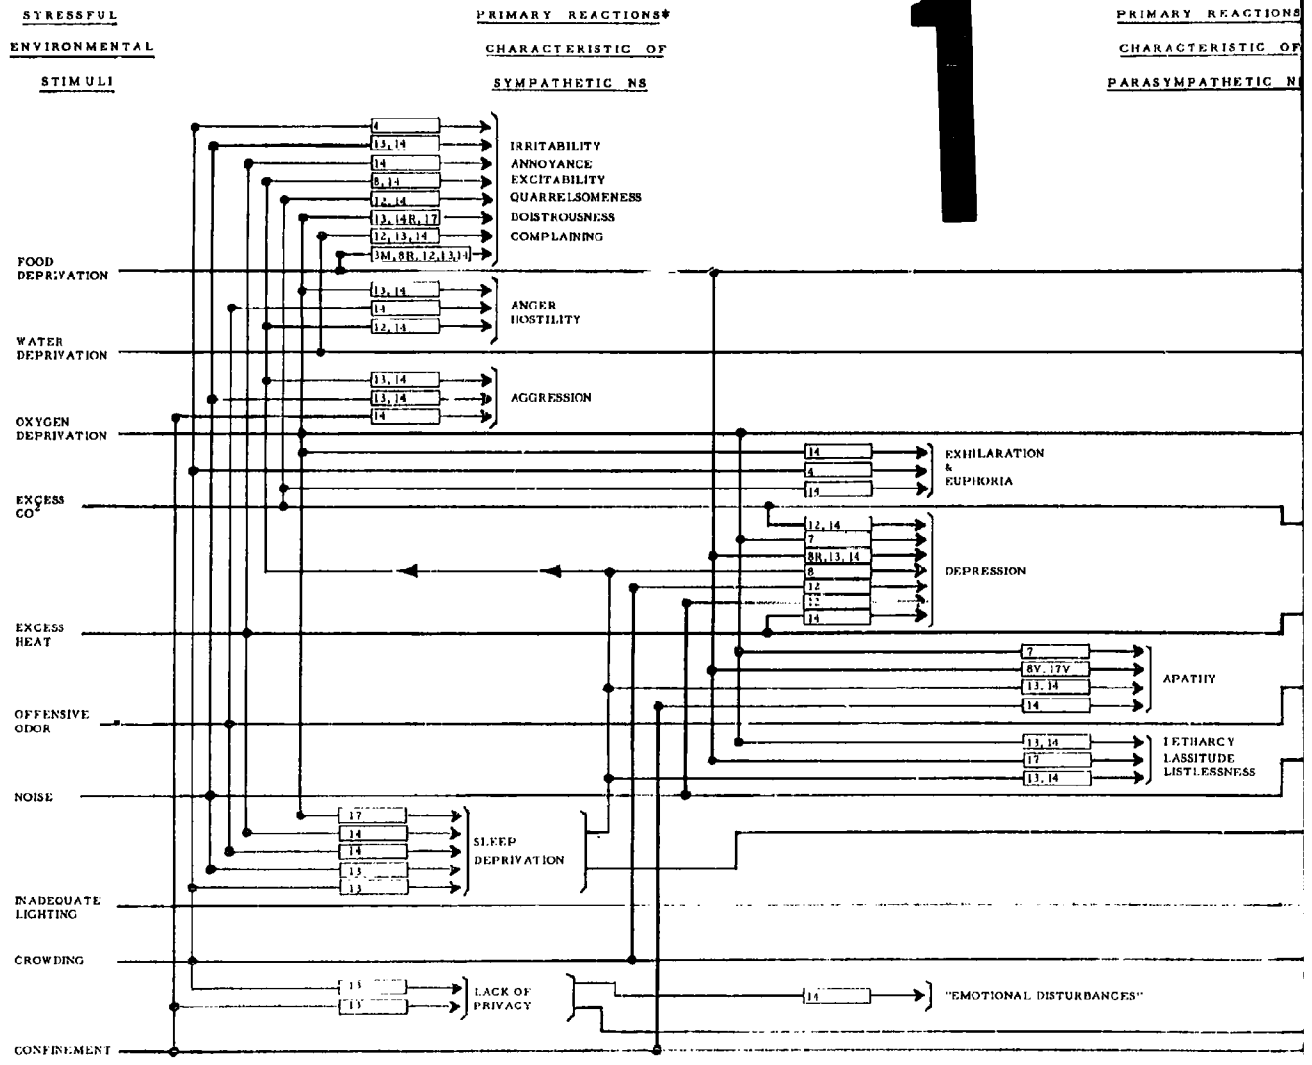 STRESSFUL
ENVIRONMENTAL
STIMULI
PRIMARY REACTIONS*
CHARACTERISTIC OF
SYMPATHETIC NS
1
PRIMARY REACTIONS
CHARACTERISTIC OF
PARASYMPATHETIC N
4
13, 14
14
8, 14
12, 14
13, 14R, 17
12, 13, 14
3M, 8R, 12, 13, 14
IRRITABILITY
ANNOYANCE
EXCITABILITY
QUARRELSOMENESS
BOISTROUSNESS
COMPLAINING
FOOD
DEPRIVATION
13, 14
14
12, 14
ANGER
HOSTILITY
WATER
DEPRIVATION
13, 14
13, 14
14
AGGRESSION
OXYGEN
DEPRIVATION
14
4
14
EXHILARATION
&
EUPHORIA
EXCESS
CO2
12, 14
7
8R, 13, 14
8
12
12
14
DEPRESSION
EXCESS
HEAT
7
8V, 17V
13, 14
14
APATHY
OFFENSIVE
ODOR
13, 14
17
13, 14
LETHARCY
LASSITUDE
LISTLESSNESS
NOISE
17
14
14
13
13
SLEEP
DEPRIVATION
INADEQUATE
LIGHTING
CROWDING
13
13
LACK OF
PRIVACY
14
"EMOTIONAL DISTURBANCES"
CONFINEMENT